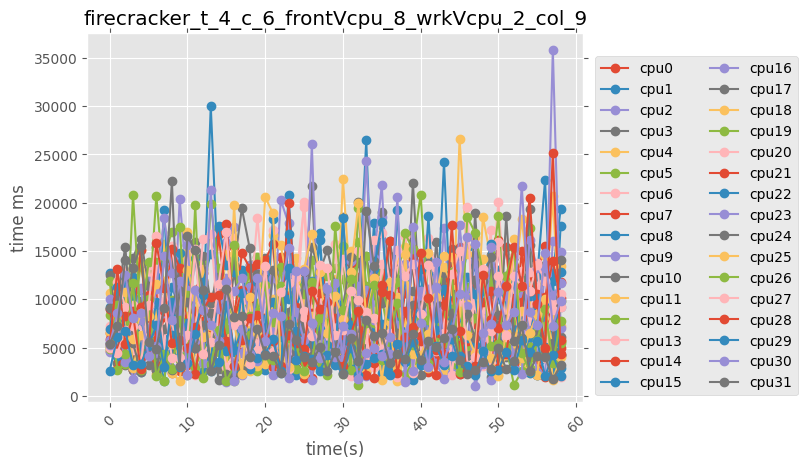 firecracker_t_4_c_6_frontVcpu_8_wrkVcpu_2_col_9
time ms
35000
30000
25000
20000
15000
10000
5000
0
0
10
20
30
40
50
60
time(s)
cpu0
cpu1
cpu2
cpu3
cpu4
cpu5
cpu6
cpu7
cpu8
cpu9
cpu10
cpu11
cpu12
cpu13
cpu14
cpu15
cpu16
cpu17
cpu18
cpu19
cpu20
cpu21
cpu22
cpu23
cpu24
cpu25
cpu26
cpu27
cpu28
cpu29
cpu30
cpu31